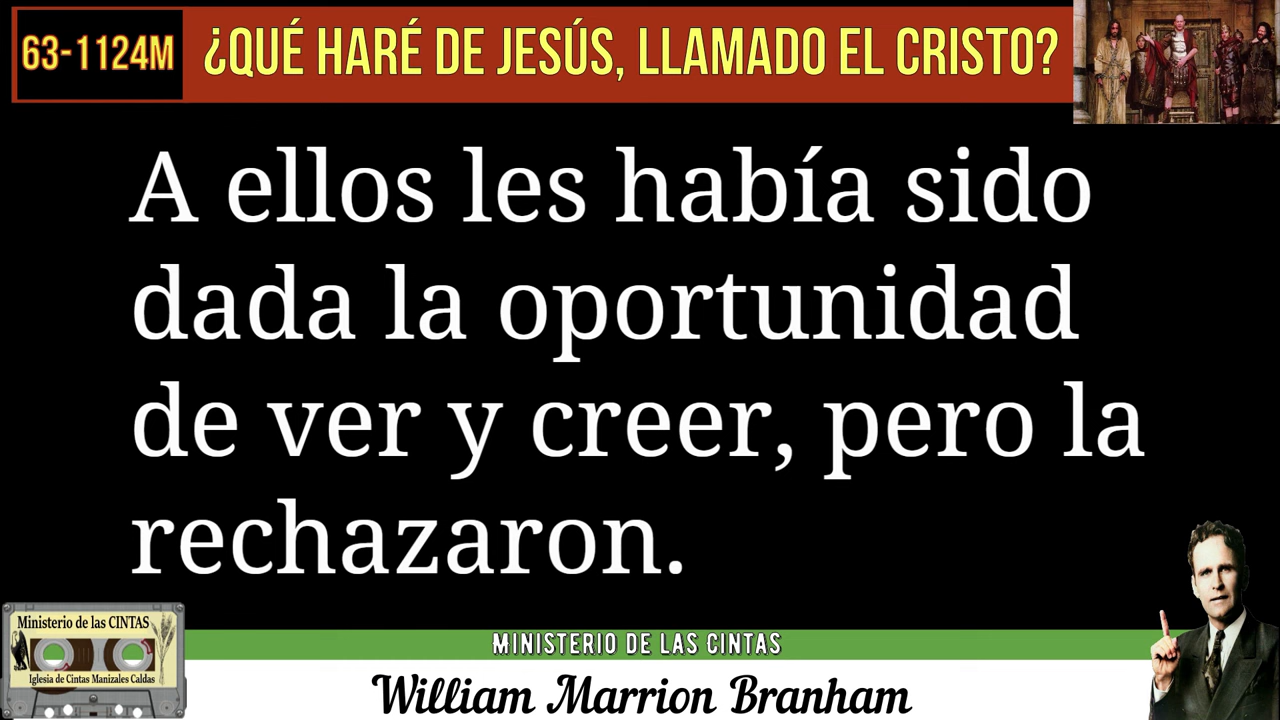 63-1124M
¿QUÉ HARÉ DE JESÚS, LLAMADO EL CRISTO?
A ellos les había sido
dada la oportunidad
de ver y creer, pero la
rechazaron.
Ministerio de las CINTAS
Iglesia de Cintas Manizales Caldas
MINISTERIO DE LAS CINTAS
William Marrion Branham